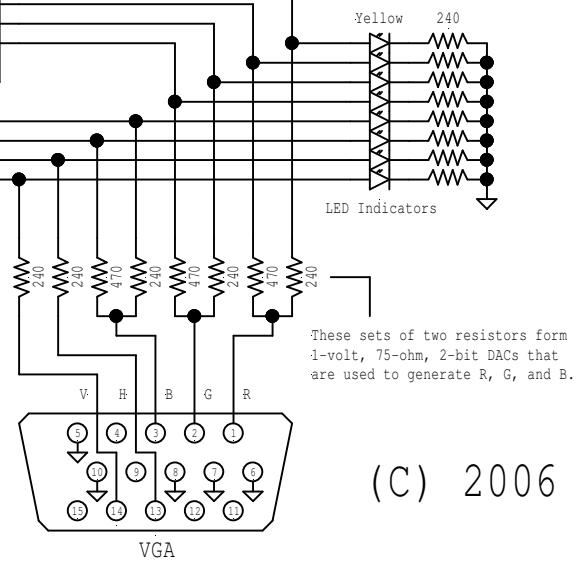 Yellow 240
LED Indicators
240 240 470 240 470 240 470 240
These sets of two resistors form
1-volt, 75-ohm, 2-bit DACs that
are used to generate R, G, and B.
V H B G R
5 4 3 2 1
10 9 8 7 6
15 14 13 12 11
(C) 2006
VGA